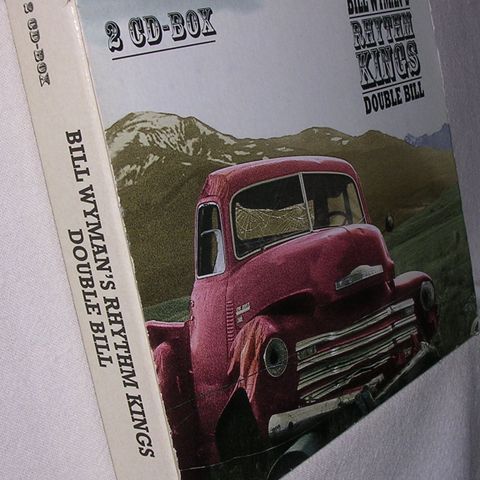 2 CD-BOX
BILL WYMAN'S
RHYTHM
KINGS
DOUBLE BILL
2 CD-BOX
BILL WYMAN'S RHYTHM KINGS
DOUBLE BILL